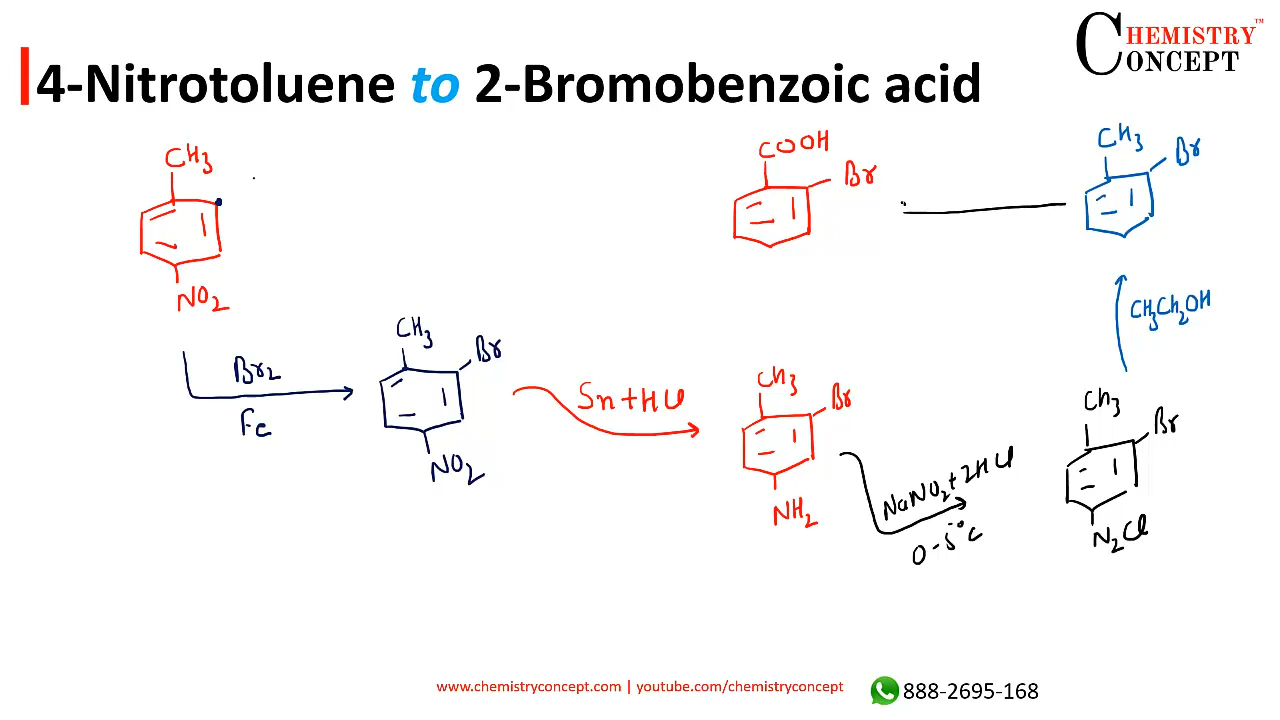 CHEMISTRY™
CONCEPT
4-Nitrotoluene to 2-Bromobenzoic acid
CH3
NO2
Br2
Fe
CH3
Br
NO2
Sn+HCl
CH3
Br
NH2
NaNO2+2HCl
0-5°C
CH3
Br
N2Cl
CH3CH2OH
CH3
Br
COOH
Br
www.chemistryconcept.com | youtube.com/chemistryconcept
888-2695-168